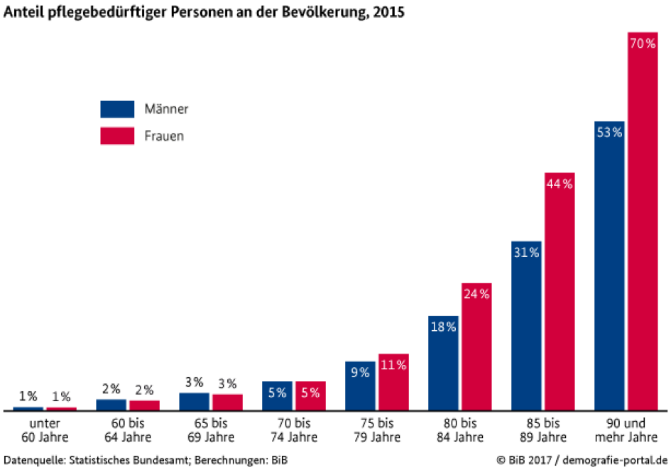 Anteil pflegebedürftiger Personen an der Bevölkerung, 2015
Männer
Frauen
1% 1% 2% 2% 3% 3% 5% 5% 9% 11% 18% 24% 31% 44% 53% 70%
unter 60 bis 65 bis 70 bis 75 bis 80 bis 85 bis 90 und
60 Jahre 64 Jahre 69 Jahre 74 Jahre 79 Jahre 84 Jahre 89 Jahre mehr Jahre
Datenquelle: Statistisches Bundesamt; Berechnungen: BiB © BiB 2017 / demografie-portal.de